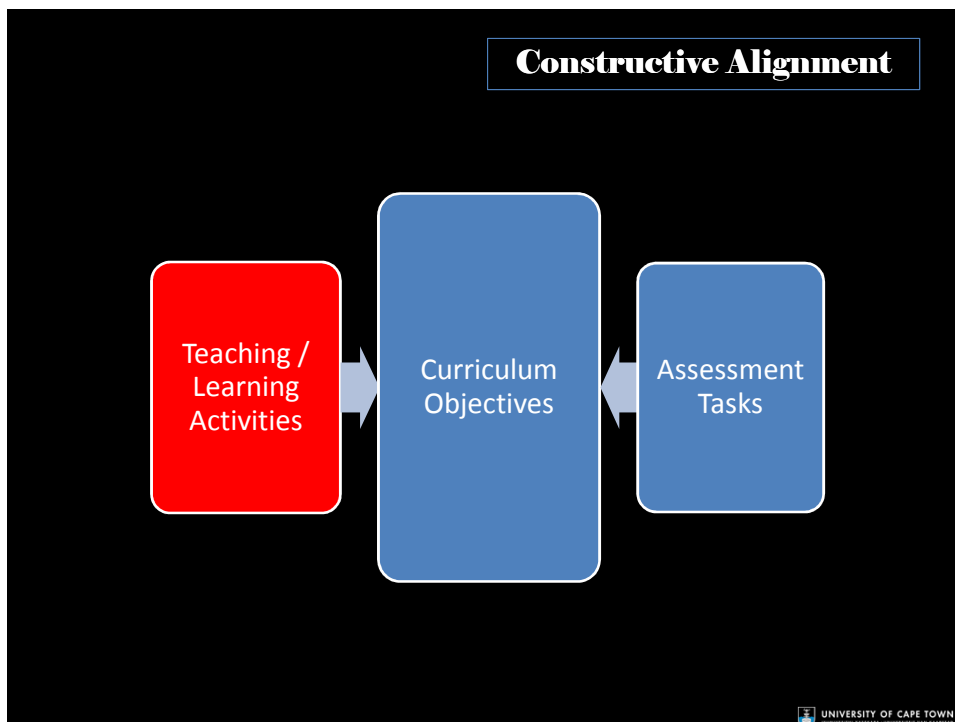 Constructive Alignment
Teaching /
Learning
Activities
Curriculum
Objectives
Assessment
Tasks
UNIVERSITY OF CAPE TOWN